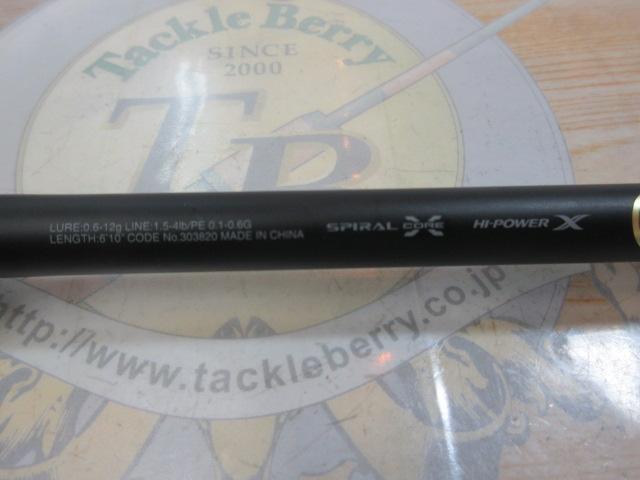 Tackle Berry
SINCE
2000
TB
LURE:0.6-12g LINE:1.5-4lb/PE 0.1-0.6G
LENGTH:6'10" CODE No.303820 MADE IN CHINA
SPIRAL X CORE
HI-POWER X
http://www.tackleberry.co.jp